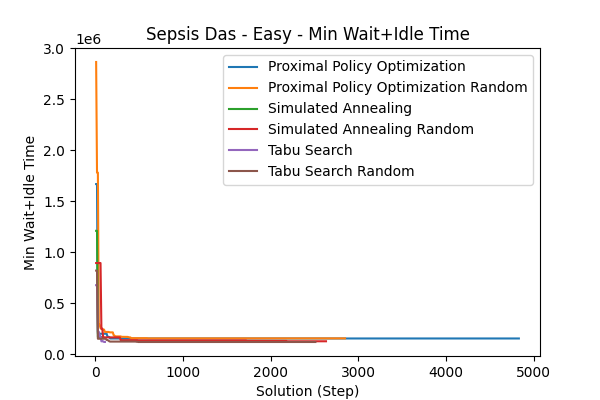 Sepsis Das - Easy - Min Wait+Idle Time
1e6
3.0
2.5
2.0
1.5
1.0
0.5
0.0
Min Wait+Idle Time
Proximal Policy Optimization
Proximal Policy Optimization Random
Simulated Annealing
Simulated Annealing Random
Tabu Search
Tabu Search Random
0 1000 2000 3000 4000 5000
Solution (Step)